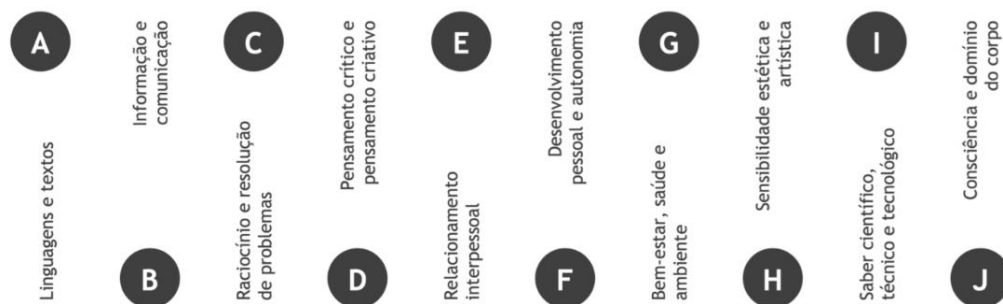 A
Linguagens e textos
Informação e
comunicação
B
C
Raciocínio e resolução
de problemas
Pensamento crítico e
pensamento criativo
D
E
Relacionamento
interpessoal
Desenvolvimento
pessoal e autonomia
F
G
Bem-estar, saúde e
ambiente
Sensibilidade estética e
artística
H
I
Saber científico,
técnico e tecnológico
Consciência e domínio
do corpo
J